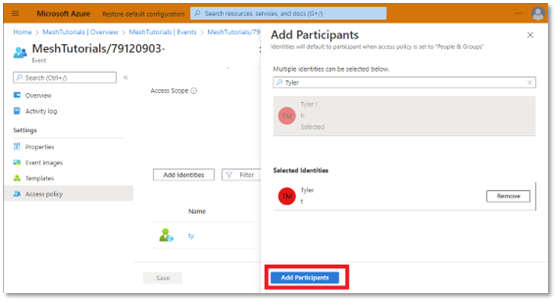 Microsoft Azure
Restore default configuration
Search resources, services, and docs (G+/)
Home > MeshTutorials | Overview > MeshTutorials | Events > MeshTutorials/79
MeshTutorials/79120903-
Event
Search (Ctrl+/)
Overview
Activity log
Settings
Properties
Event images
Templates
Access policy
Access Scope
Add Identities
Filter
Name
ty
Save
Add Participants
Identities will default to participant when access policy is set to "People & Groups"
Multiple identities can be selected below.
Tyler
TM
Tyler
Selected
Selected Identities
TM
Tyler
t
Remove
Add Participants